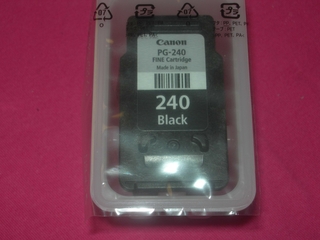 Canon
PG-240
FINE Cartridge
Made in Japan
240
Black